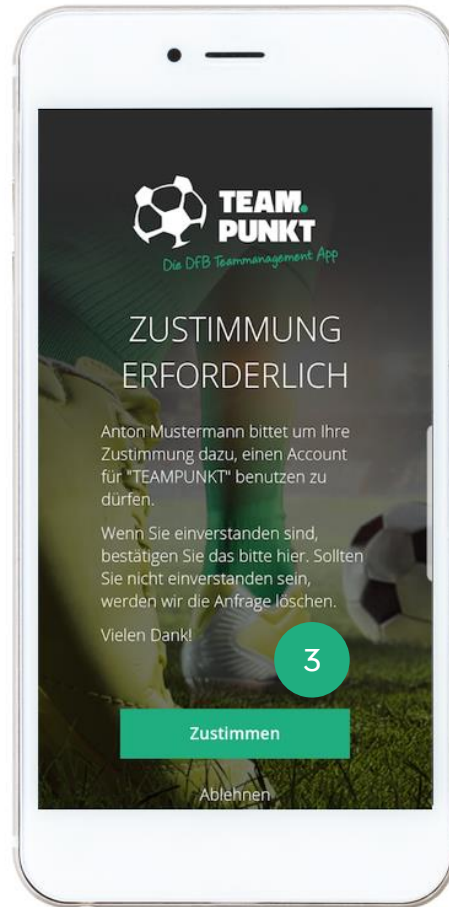 TEAM.
PUNKT
Die DFB Teammanagement App
ZUSTIMMUNG
ERFORDERLICH
Anton Mustermann bittet um Ihre
Zustimmung dazu, einen Account
für "TEAMPUNKT" benutzen zu
dürfen.
Wenn Sie einverstanden sind,
bestätigen Sie das bitte hier. Sollten
Sie nicht einverstanden sein,
werden wir die Anfrage löschen.
Vielen Dank!
3
Zustimmen
Ablehnen